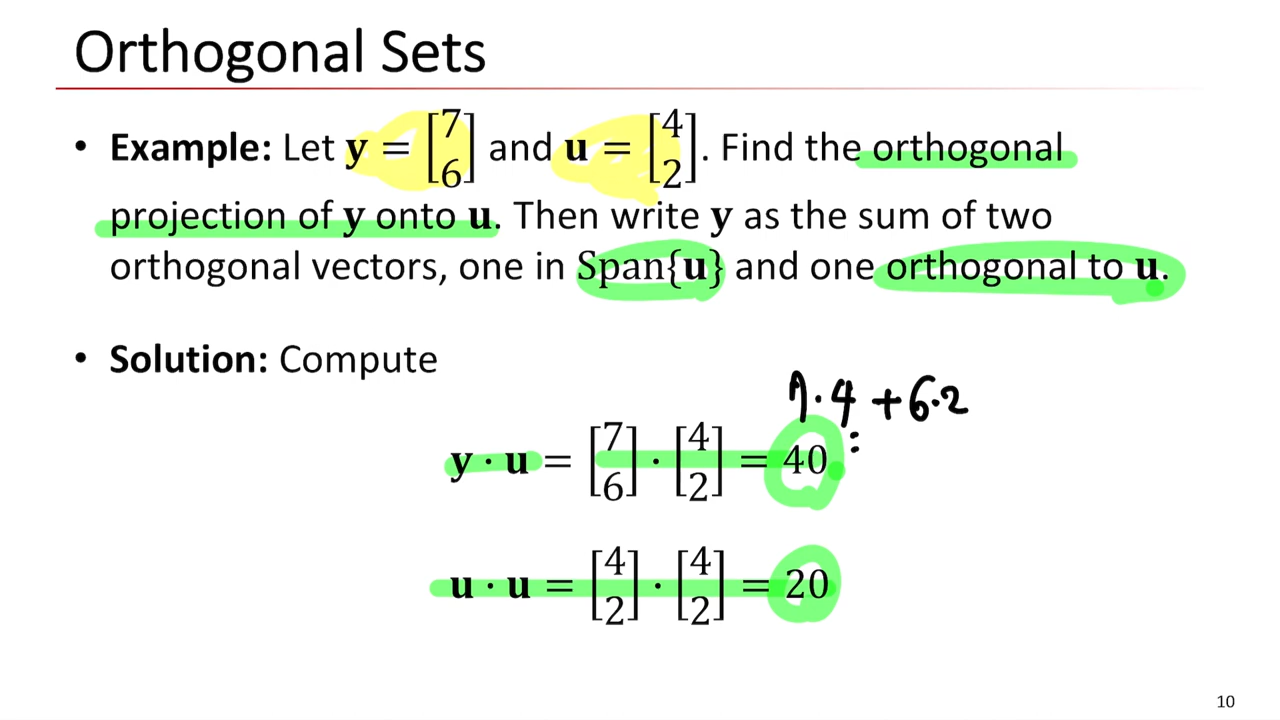 Orthogonal Sets
• Example: Let y = [7 6] and u = [4 2]. Find the orthogonal
projection of y onto u. Then write y as the sum of two
orthogonal vectors, one in Span{u} and one orthogonal to u.
• Solution: Compute
7·4 + 6·2
y · u = [7 6] · [4 2] = 40
u · u = [4 2] · [4 2] = 20
10